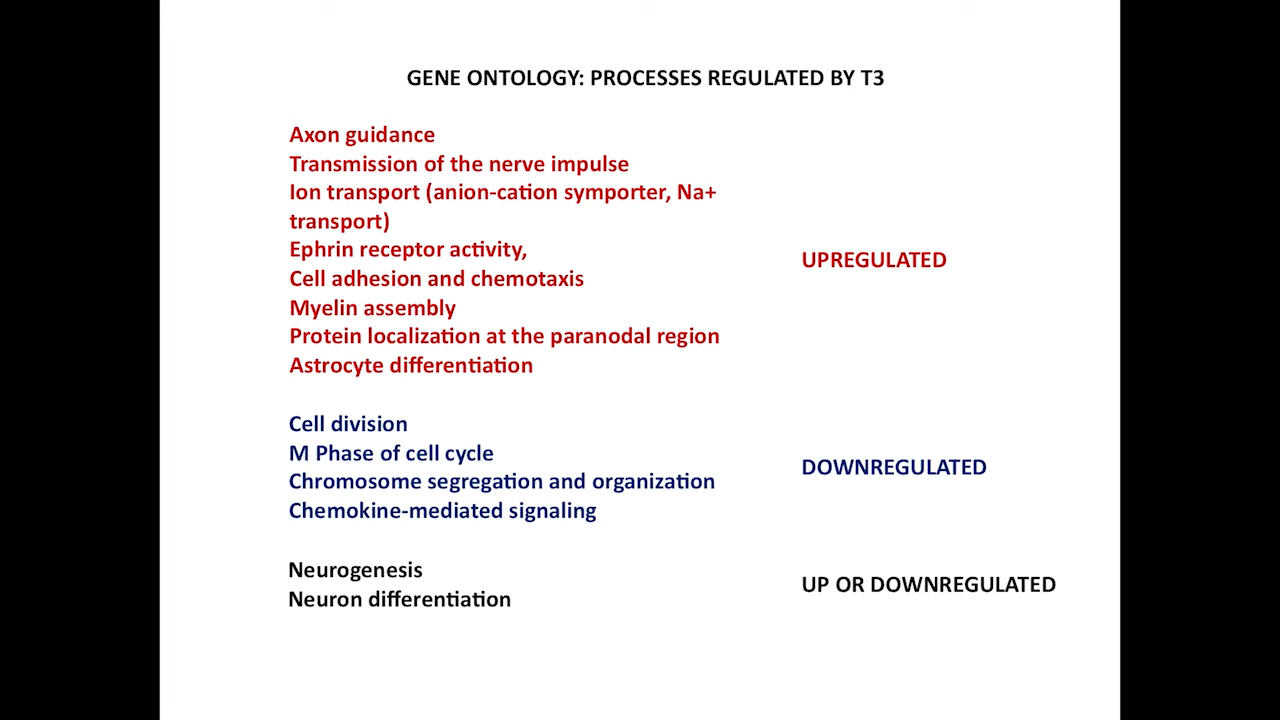 GENE ONTOLOGY: PROCESSES REGULATED BY T3
Axon guidance
Transmission of the nerve impulse
Ion transport (anion-cation symporter, Na+
transport)
Ephrin receptor activity,
Cell adhesion and chemotaxis
Myelin assembly
Protein localization at the paranodal region
Astrocyte differentiation
UPREGULATED
Cell division
M Phase of cell cycle
Chromosome segregation and organization
Chemokine-mediated signaling
DOWNREGULATED
Neurogenesis
Neuron differentiation
UP OR DOWNREGULATED